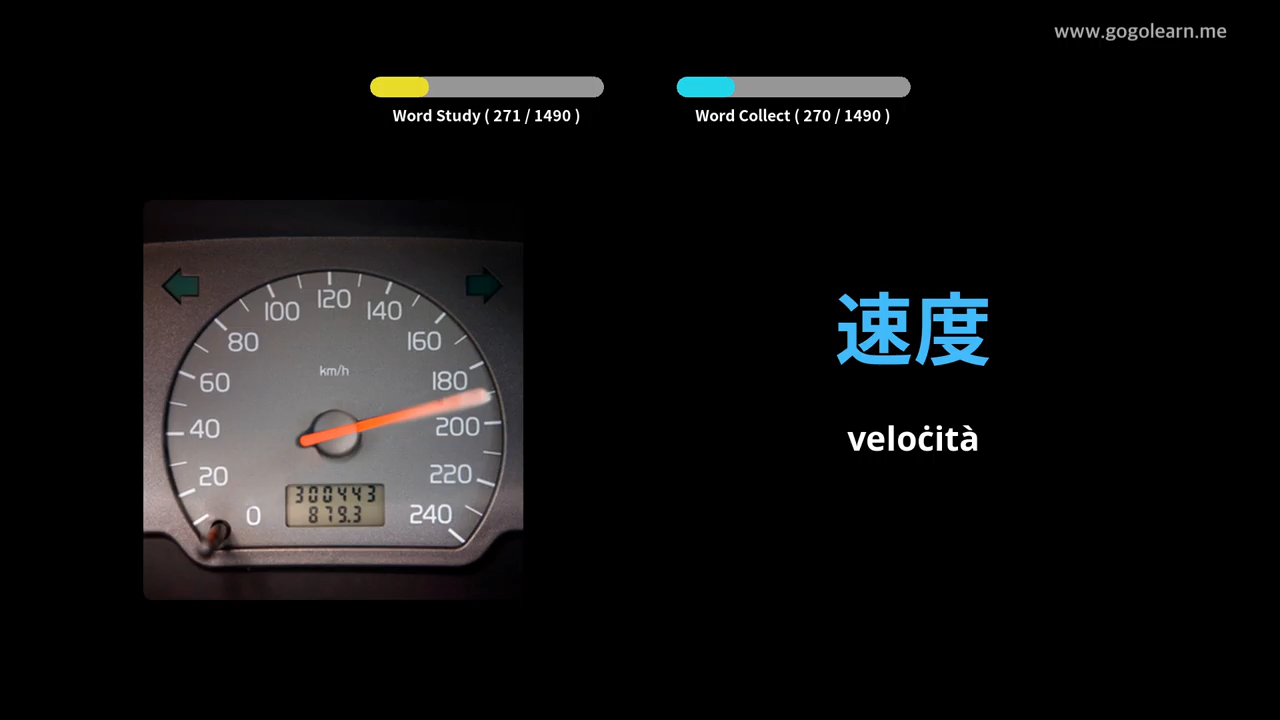 www.gogolearn.me
Word Study ( 271 / 1490 )
Word Collect ( 270 / 1490 )
速度
veloċità
120
100 140
80 160
km/h
60 180
40 200
20 220
300443
0 879.3 240